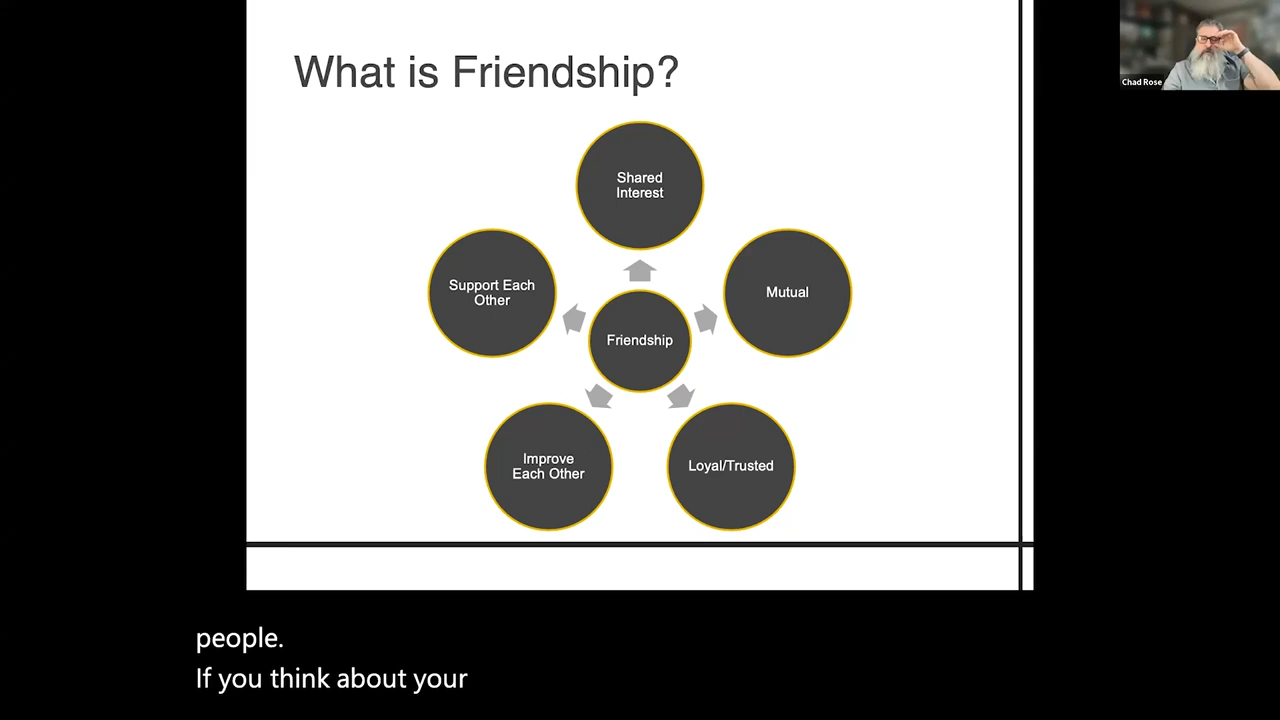 What is Friendship?
Chad Rose
Shared
Interest
Support Each
Other
Mutual
Friendship
Improve
Each Other
Loyal/Trusted
people.
If you think about your